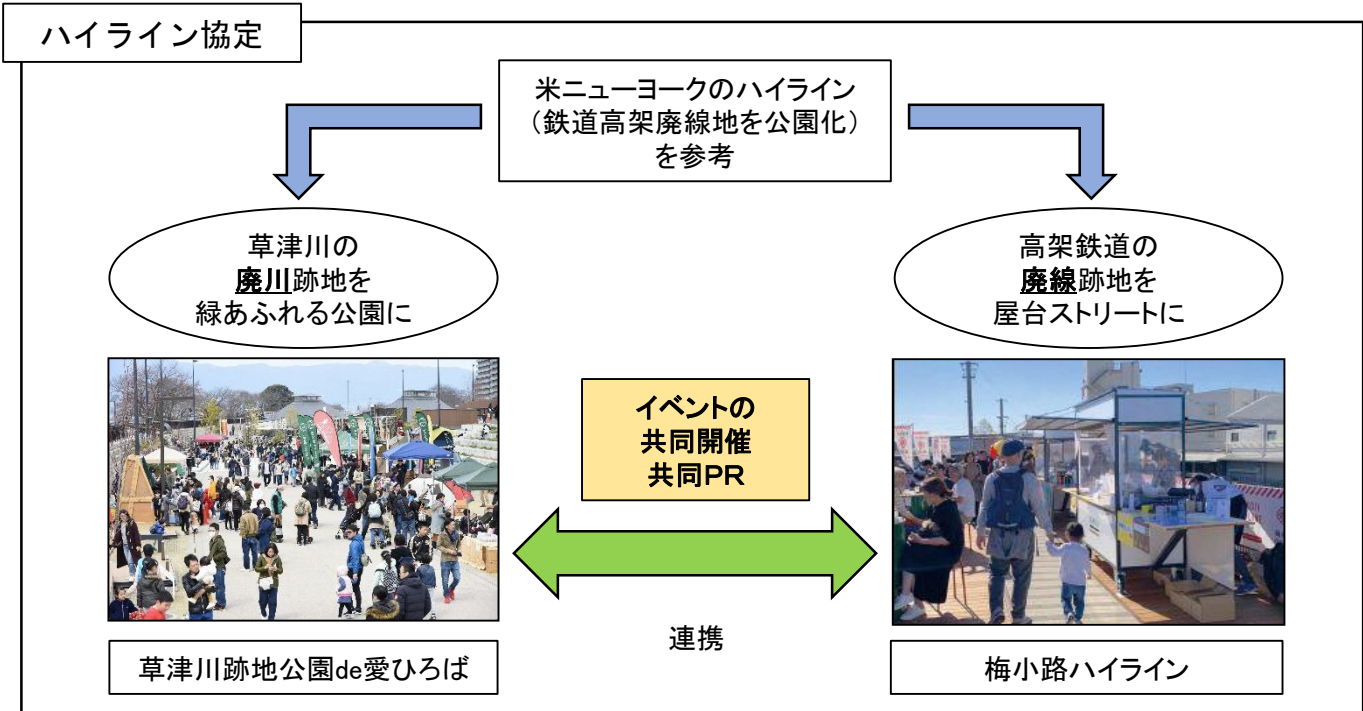 ハイライン協定
米ニューヨークのハイライン
（鉄道高架廃線地を公園化）
を参考
草津川の
廃川跡地を
緑あふれる公園に
高架鉄道の
廃線跡地を
屋台ストリートに
イベントの
共同開催
共同PR
連携
草津川跡地公園de愛ひろば
梅小路ハイライン